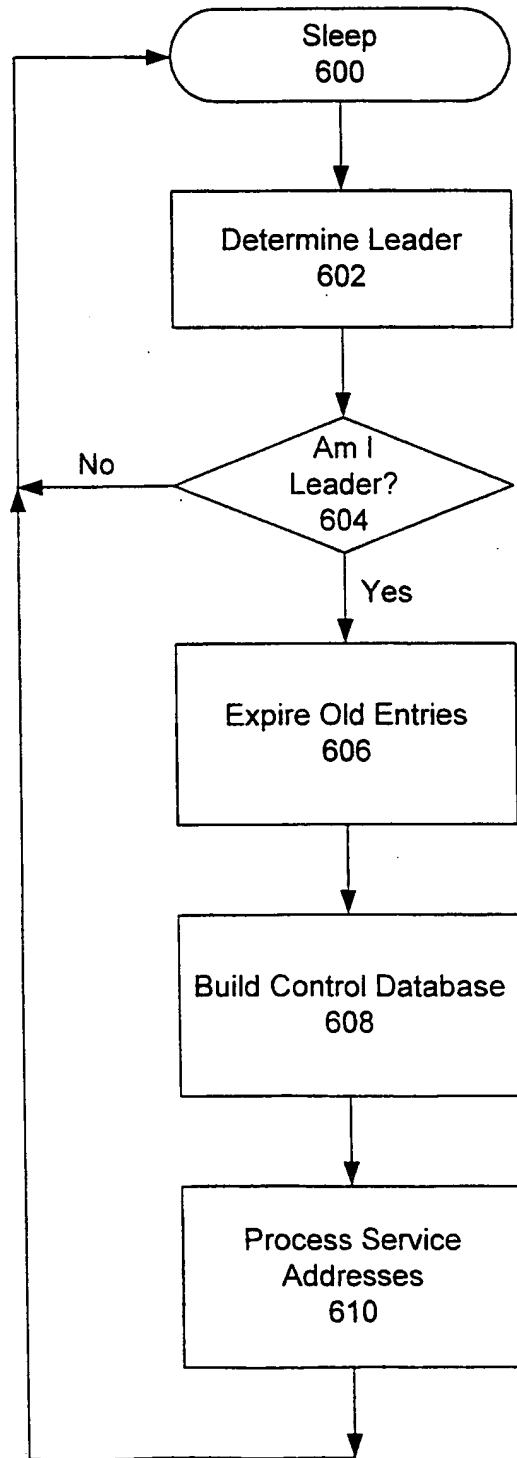 Sleep
600
Determine Leader
602
Am I
Leader?
604
No
Yes
Expire Old Entries
606
Build Control Database
608
Process Service
Addresses
610